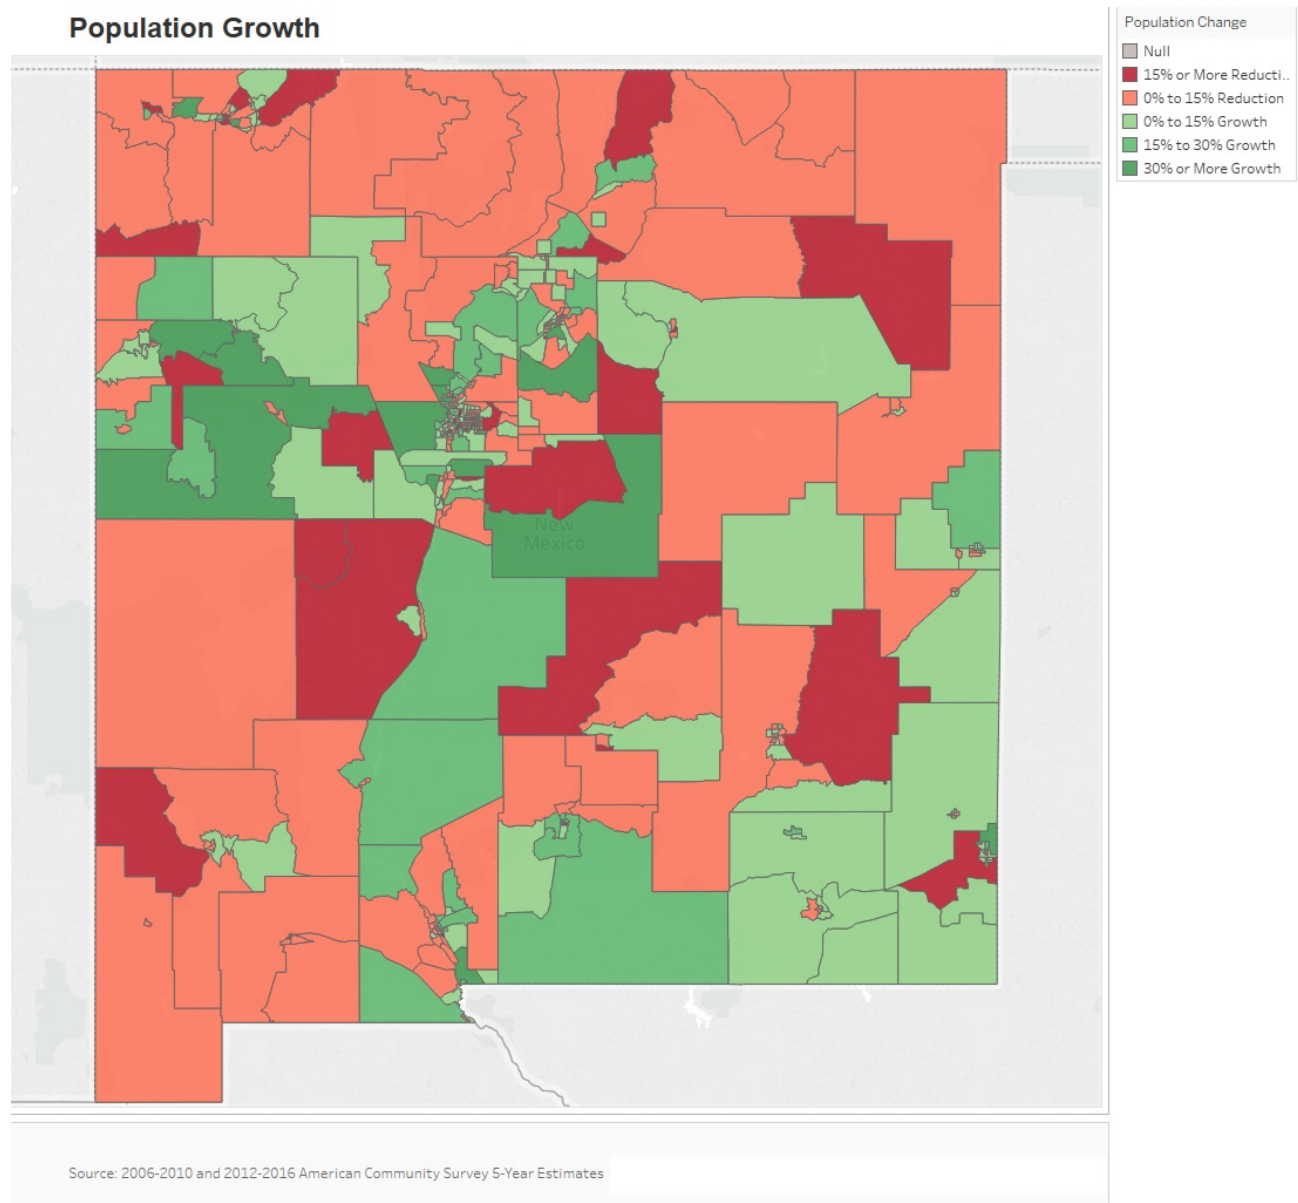 Population Growth
Population Change
Null
15% or More Reducti..
0% to 15% Reduction
0% to 15% Growth
15% to 30% Growth
30% or More Growth
New
Mexico
Source: 2006-2010 and 2012-2016 American Community Survey 5-Year Estimates